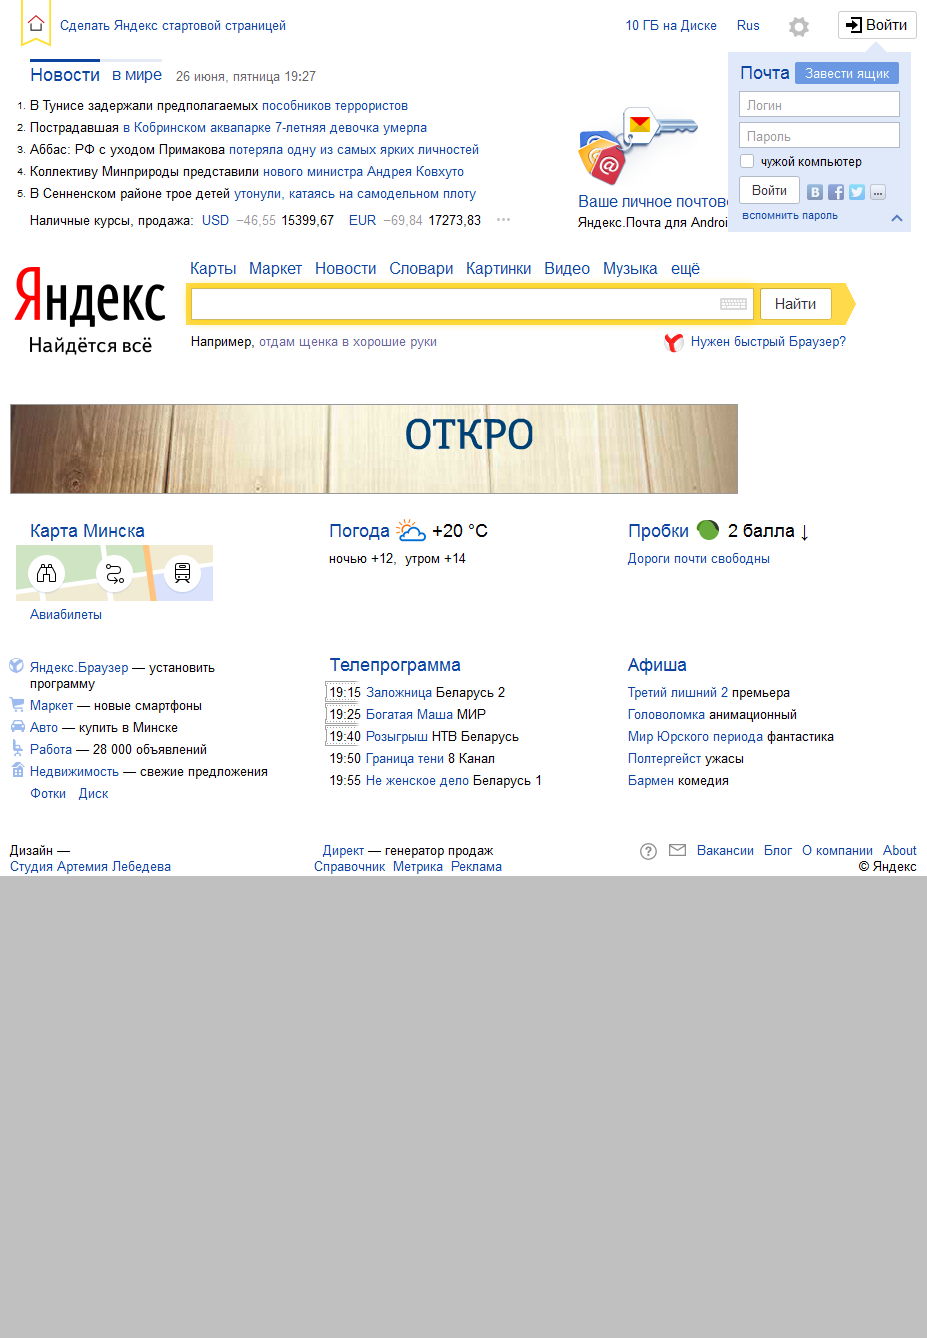 Сделать Яндекс стартовой страницей
10 ГБ на Диске Rus Войти
Новости в мире 26 июня, пятница 19:27
1. В Тунисе задержали предполагаемых пособников террористов
2. Пострадавшая в Кобринском аквапарке 7-летняя девочка умерла
3. Аббас: РФ с уходом Примакова потеряла одну из самых ярких личностей
4. Коллективу Минприроды представили нового министра Андрея Ковхуто
5. В Сенненском районе трое детей утонули, катаясь на самодельном плоту
Наличные курсы, продажа: USD −46,55 15399,67 EUR −69,84 17273,83
Ваше личное почтово
Яндекс.Почта для Androi
Почта Завести ящик
Логин
Пароль
чужой компьютер
Войти
вспомнить пароль
Карты Маркет Новости Словари Картинки Видео Музыка ещё
Яндекс
Найдётся всё
Найти
Например, отдам щенка в хорошие руки
Нужен быстрый Браузер?
ОТКРО
Карта Минска
Авиабилеты
Погода +20 °C
ночью +12, утром +14
Пробки 2 балла ↓
Дороги почти свободны
Яндекс.Браузер — установить
программу
Маркет — новые смартфоны
Авто — купить в Минске
Работа — 28 000 объявлений
Недвижимость — свежие предложения
Фотки Диск
Телепрограмма
19:15 Заложница Беларусь 2
19:25 Богатая Маша МИР
19:40 Розыгрыш НТВ Беларусь
19:50 Граница тени 8 Канал
19:55 Не женское дело Беларусь 1
Афиша
Третий лишний 2 премьера
Головоломка анимационный
Мир Юрского периода фантастика
Полтергейст ужасы
Бармен комедия
Дизайн —
Студия Артемия Лебедева
Директ — генератор продаж
Справочник Метрика Реклама
Вакансии Блог О компании About
© Яндекс